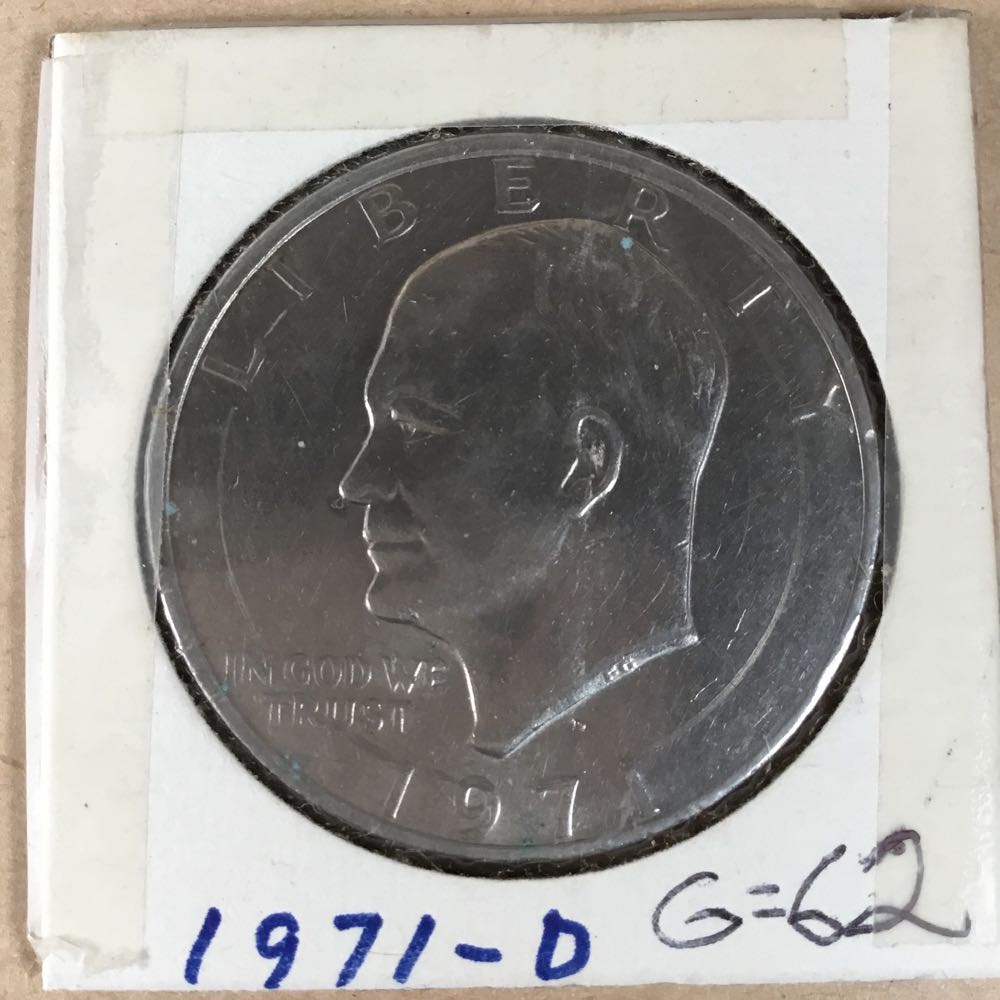 LIBERTY
IN GOD WE
TRUST
1971
1971-D
G=62